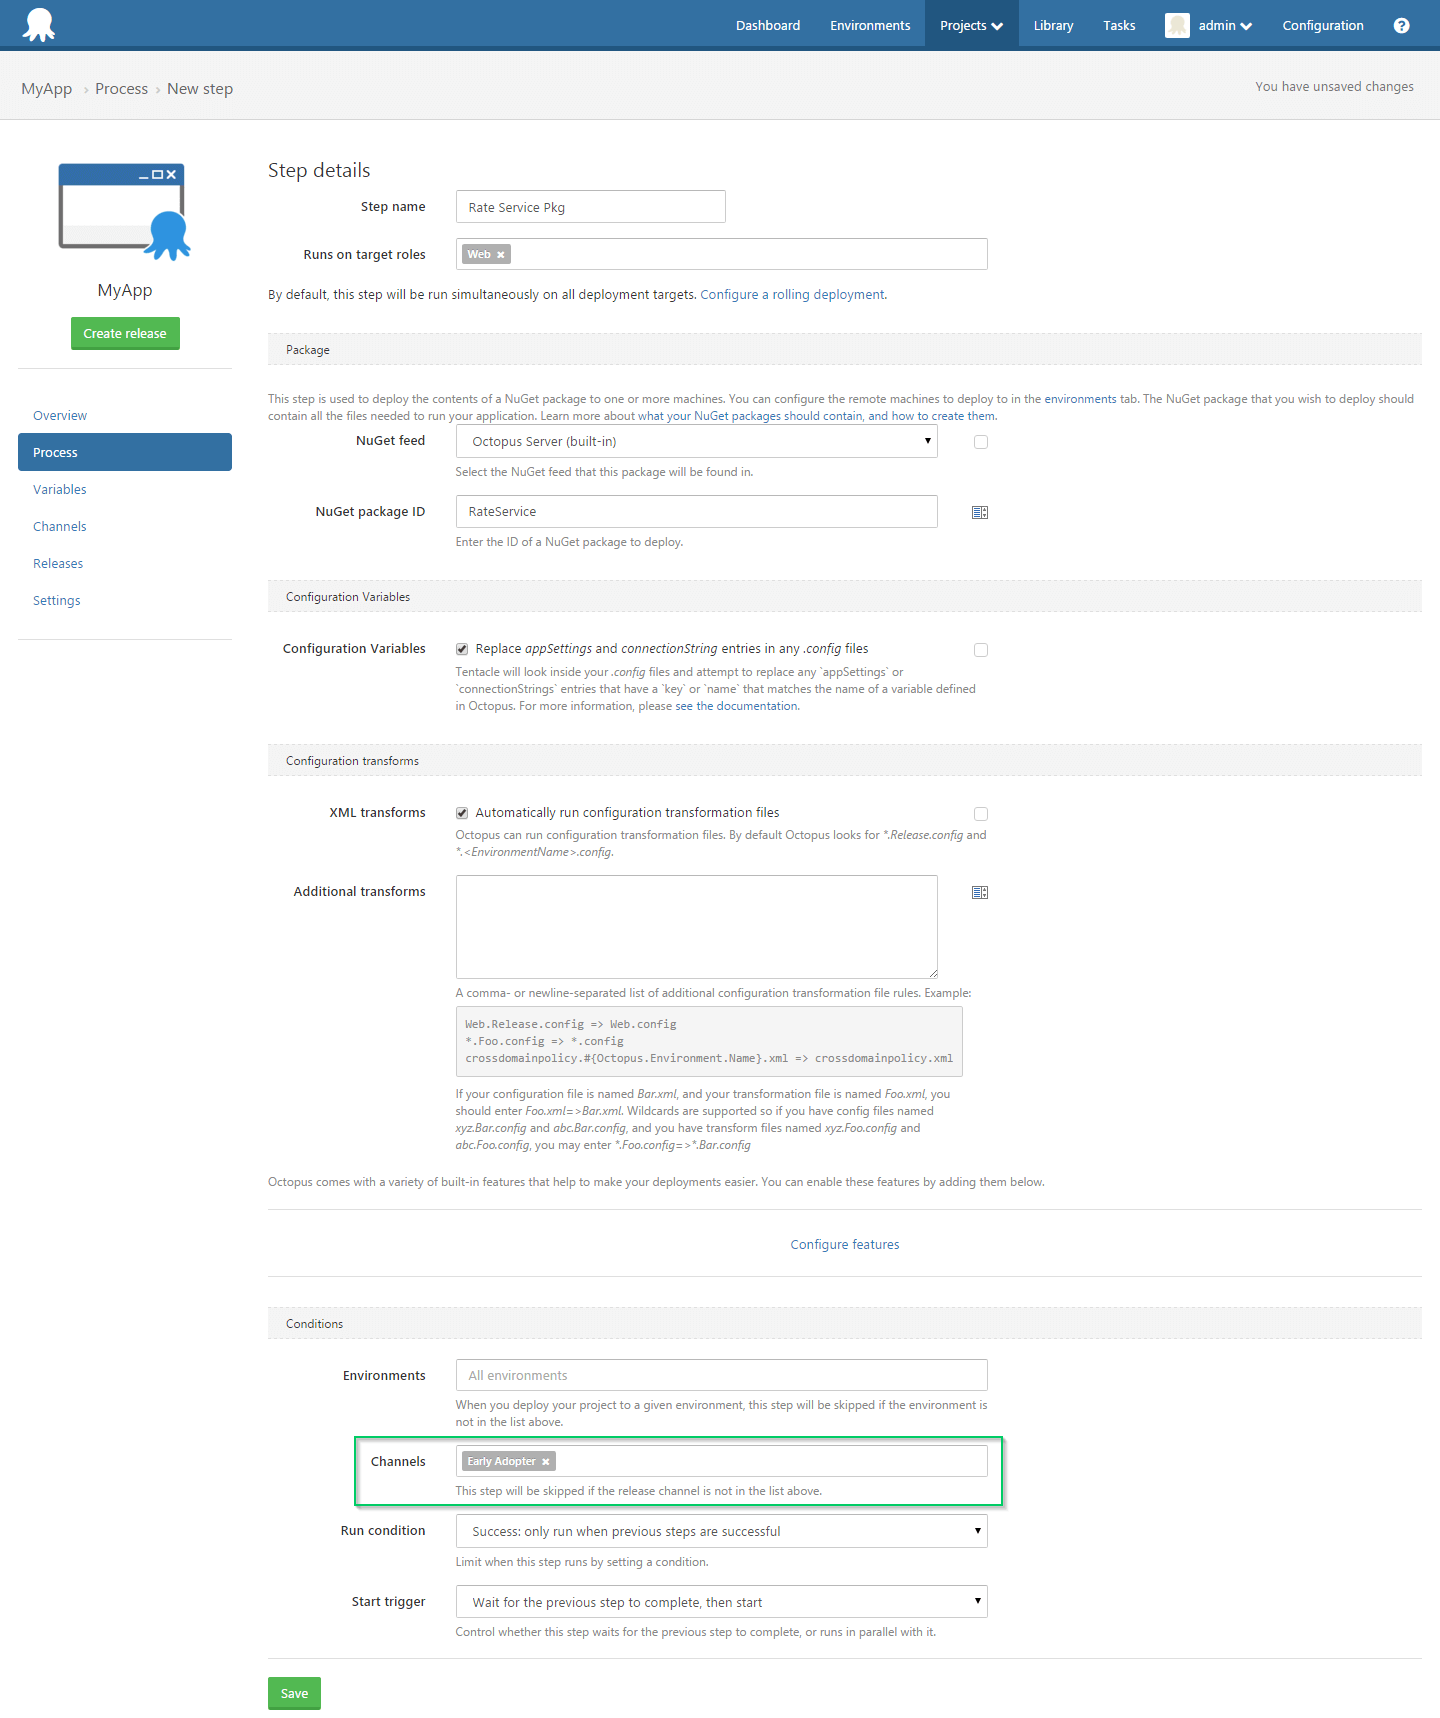 Dashboard Environments Projects Library Tasks admin Configuration ?
MyApp › Process › New step
You have unsaved changes
MyApp
Create release
Overview
Process
Variables
Channels
Releases
Settings
Step details
Step name Rate Service Pkg
Runs on target roles Web ×
By default, this step will be run simultaneously on all deployment targets. Configure a rolling deployment.
Package
This step is used to deploy the contents of a NuGet package to one or more machines. You can configure the remote machines to deploy to in the environments tab. The NuGet package that you wish to deploy should
contain all the files needed to run your application. Learn more about what your NuGet packages should contain, and how to create them.
NuGet feed Octopus Server (built-in)
Select the NuGet feed that this package will be found in.
NuGet package ID RateService
Enter the ID of a NuGet package to deploy.
Configuration Variables
Configuration Variables Replace appSettings and connectionString entries in any .config files
Tentacle will look inside your .config files and attempt to replace any `appSettings` or
`connectionStrings` entries that have a `key` or `name` that matches the name of a variable defined
in Octopus. For more information, please see the documentation.
Configuration transforms
XML transforms Automatically run configuration transformation files
Octopus can run configuration transformation files. By default Octopus looks for *.Release.config and
*.<EnvironmentName>.config.
Additional transforms
A comma- or newline-separated list of additional configuration transformation file rules. Example:
Web.Release.config => Web.config
*.Foo.config => *.config
crossdomainpolicy.#{Octopus.Environment.Name}.xml => crossdomainpolicy.xml
If your configuration file is named Bar.xml, and your transformation file is named Foo.xml, you
should enter Foo.xml=>Bar.xml. Wildcards are supported so if you have config files named
xyz.Bar.config and abc.Bar.config, and you have transform files named xyz.Foo.config and
abc.Foo.config, you may enter *.Foo.config=>*.Bar.config
Octopus comes with a variety of built-in features that help to make your deployments easier. You can enable these features by adding them below.
Configure features
Conditions
Environments All environments
When you deploy your project to a given environment, this step will be skipped if the environment is
not in the list above.
Channels Early Adopter ×
This step will be skipped if the release channel is not in the list above.
Run condition Success: only run when previous steps are successful
Limit when this step runs by setting a condition.
Start trigger Wait for the previous step to complete, then start
Control whether this step waits for the previous step to complete, or runs in parallel with it.
Save